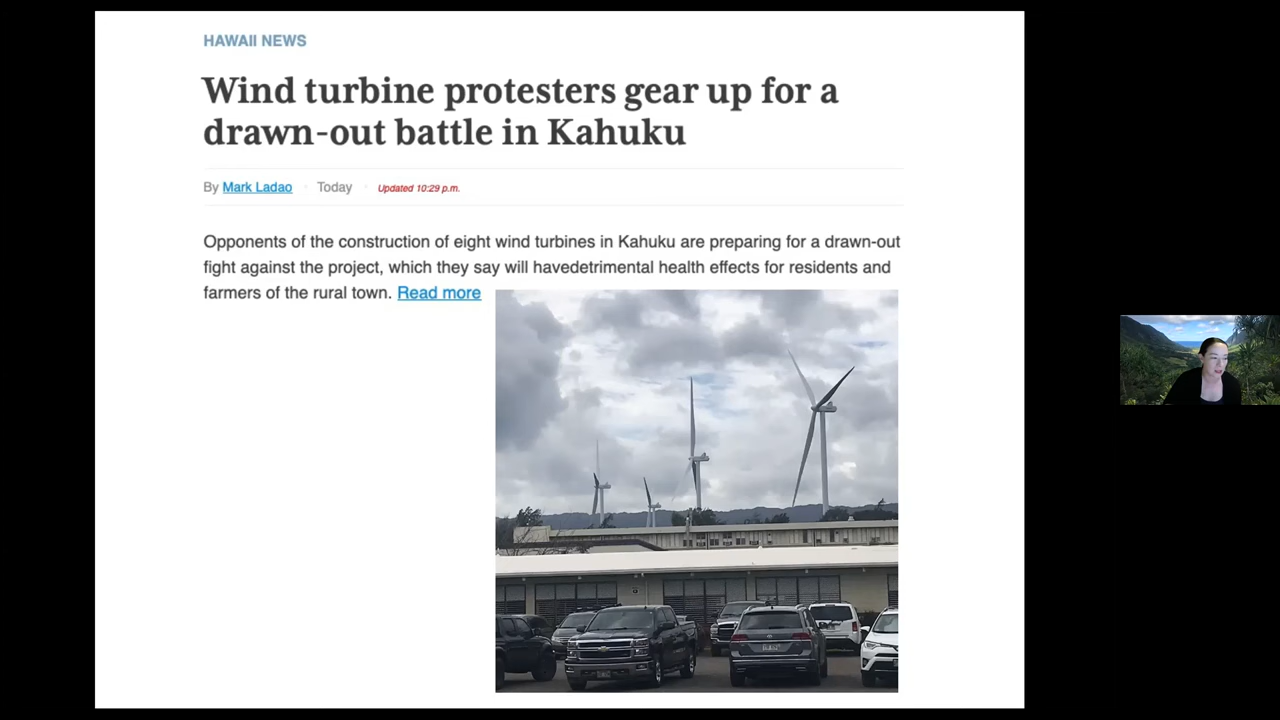 HAWAII NEWS
Wind turbine protesters gear up for a
drawn-out battle in Kahuku
By Mark Ladao Today Updated 10:29 p.m.
Opponents of the construction of eight wind turbines in Kahuku are preparing for a drawn-out
fight against the project, which they say will havedetrimental health effects for residents and
farmers of the rural town. Read more